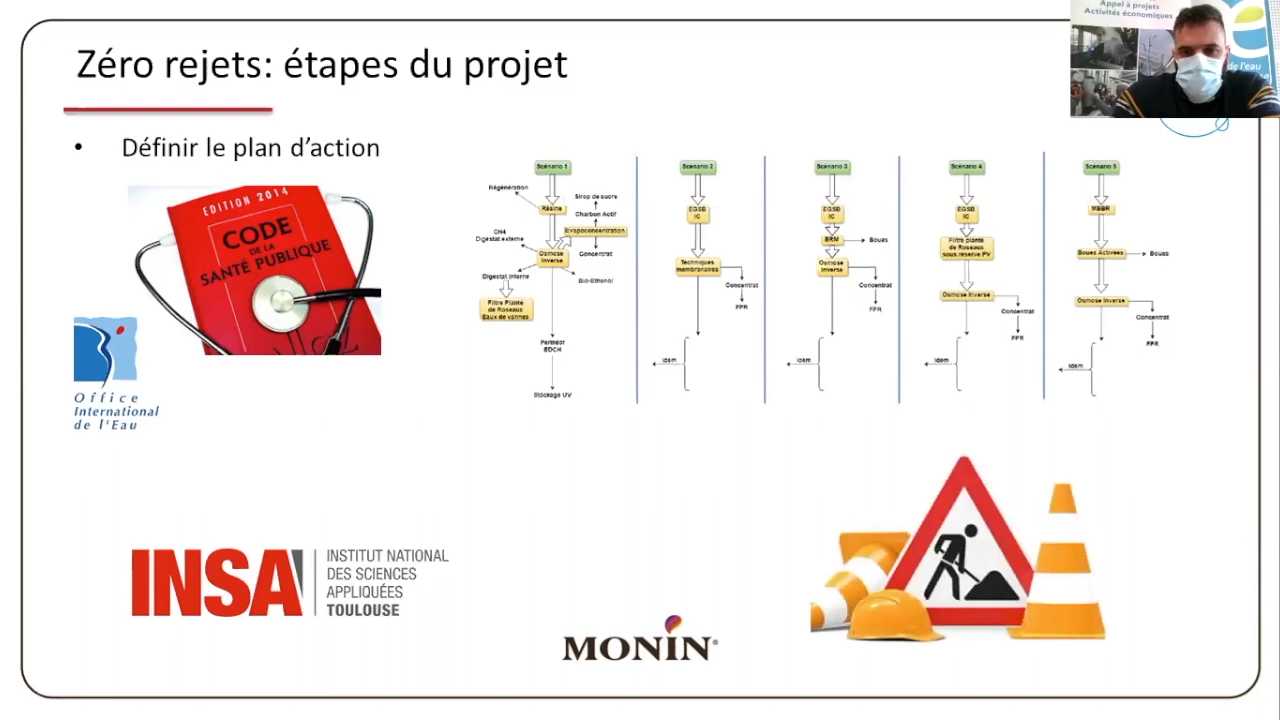 Zéro rejets: étapes du projet
Appel à projets
Activités économiques
de l'eau
• Définir le plan d'action
EDITION 2014
CODE
DE LA
SANTÉ PUBLIQUE
Office
International
de l'Eau
Scénario 1
Régénération
Résine
Sirop de sucre
Charbon Actif
Evapoconcentration
CH4
Digestat externe
Osmose
Inverse
Concentrat
Digestat interne
Bio-Ethanol
Filtre Planté
de Roseaux
Eaux de vannes
Perméat
EDCH
Stockage UV
Scénario 2
EGSB
IC
Techniques
membranaires
Concentrat
FPR
Idem
Scénario 3
EGSB
IC
BRM
Boues
Osmose
Inverse
Concentrat
FPR
Idem
Scénario 4
EGSB
IC
Filtre planté
de Roseaux
sous réserve PV
Osmose Inverse
Concentrat
FPR
Idem
Scénario 5
MBBR
Boues Activées
Boues
Osmose Inverse
Concentrat
FPR
Idem
INSA
INSTITUT NATIONAL
DES SCIENCES
APPLIQUÉES
TOULOUSE
MONIN®